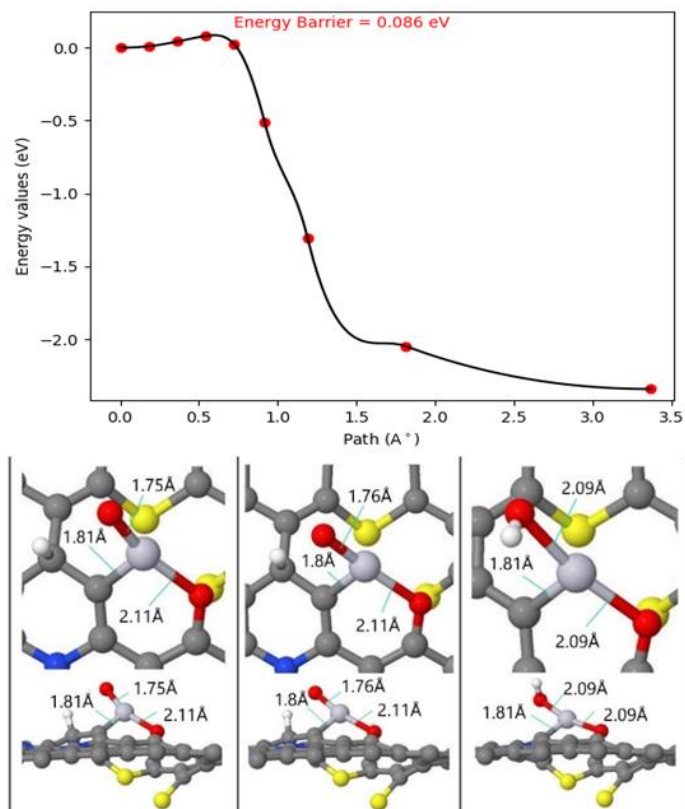 Energy Barrier = 0.086 eV
0.0
−0.5
−1.0
−1.5
−2.0
Energy values (eV)
0.0 0.5 1.0 1.5 2.0 2.5 3.0 3.5
Path (A°)
1.75Å
1.81Å
2.11Å
1.76Å
1.8Å
2.11Å
2.09Å
1.81Å
2.09Å
1.81Å 1.75Å 2.11Å
1.8Å 1.76Å 2.11Å
1.81Å 2.09Å 2.09Å